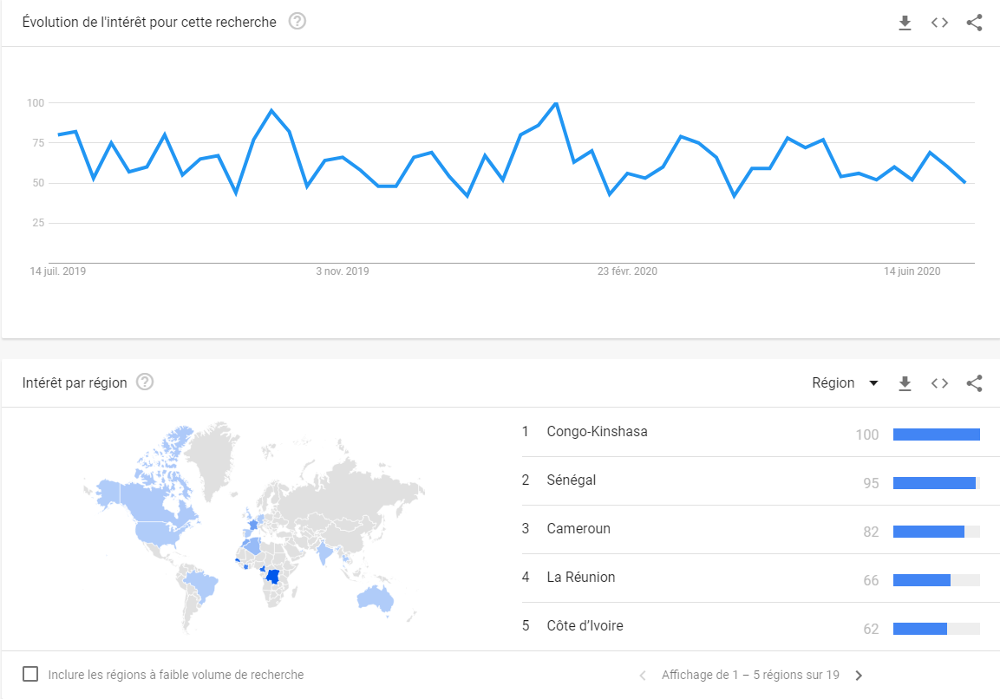 Évolution de l'intérêt pour cette recherche ?
100
75
50
25
14 juil. 2019 3 nov. 2019 23 févr. 2020 14 juin 2020
Intérêt par région ? Région
1 Congo-Kinshasa 100
2 Sénégal 95
3 Cameroun 82
4 La Réunion 66
5 Côte d’Ivoire 62
Inclure les régions à faible volume de recherche Affichage de 1 – 5 régions sur 19